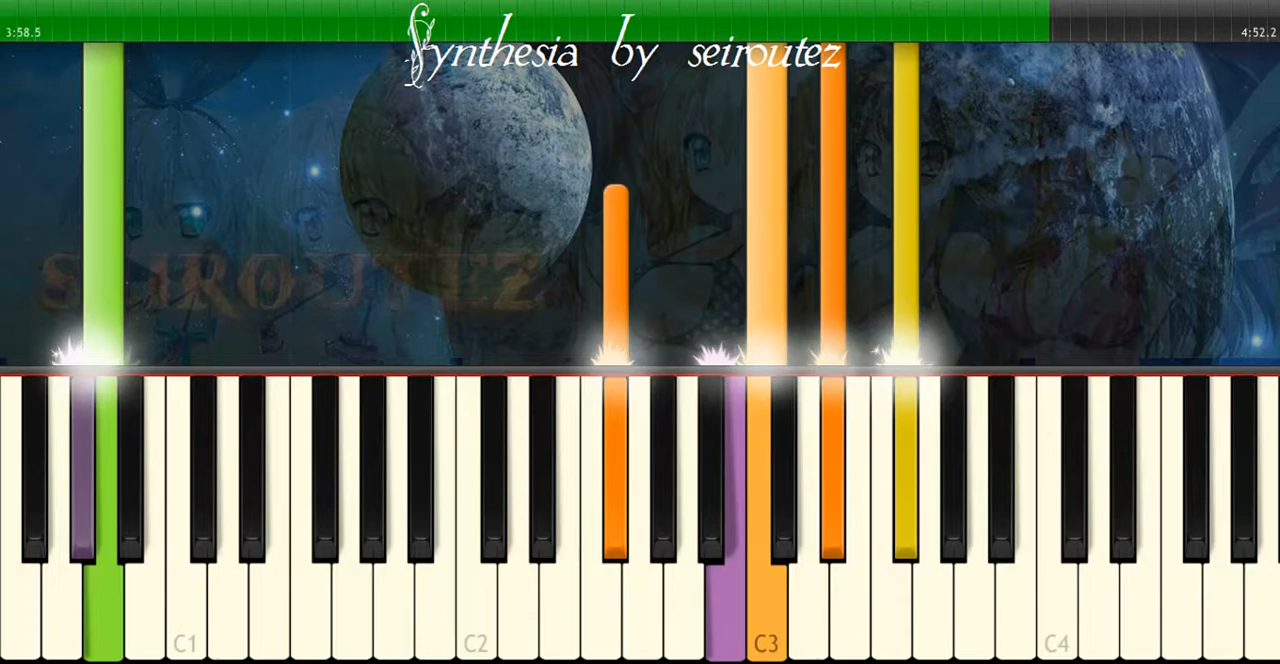 Synthesia by seiroutez
3:58.5
4:52.2
SEIROUTEZ
C1
C2
C3
C4